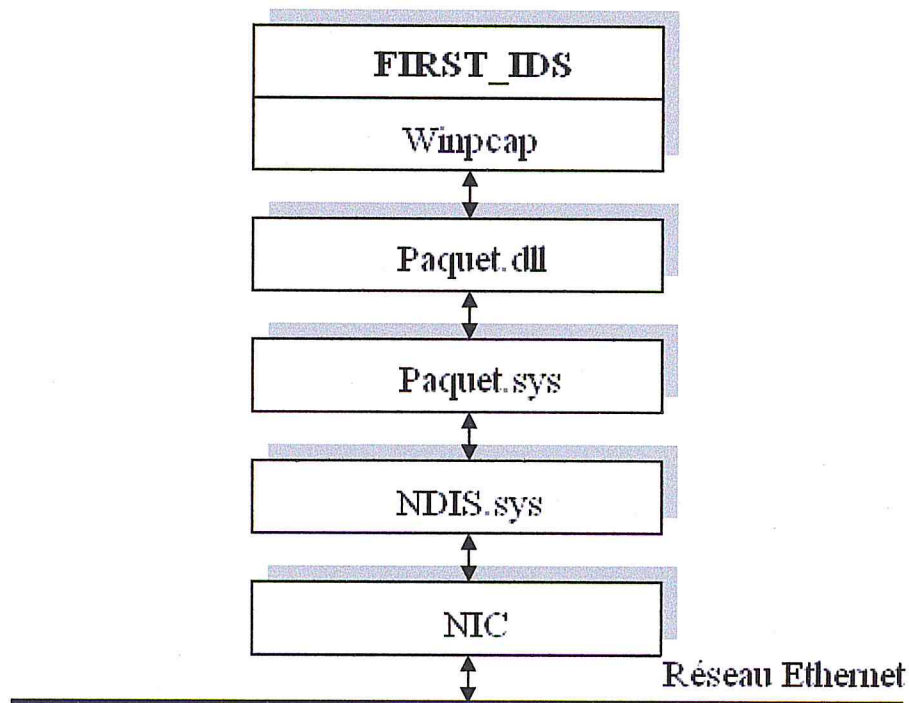 FIRST_IDS
Winpcap
Paquet.dll
Paquet.sys
NDIS.sys
NIC
Réseau Ethernet